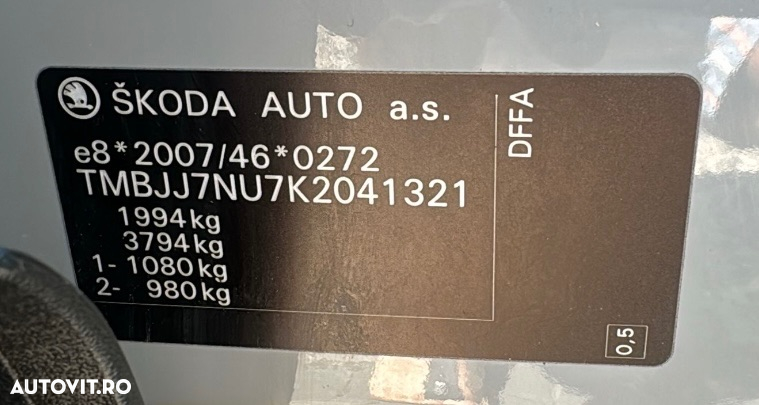 ŠKODA AUTO a.s.
e8*2007/46*0272
TMBJJ7NU7K2041321
1994kg
3794kg
1- 1080kg
2- 980kg
DFFA
0,5
AUTOVIT.RO